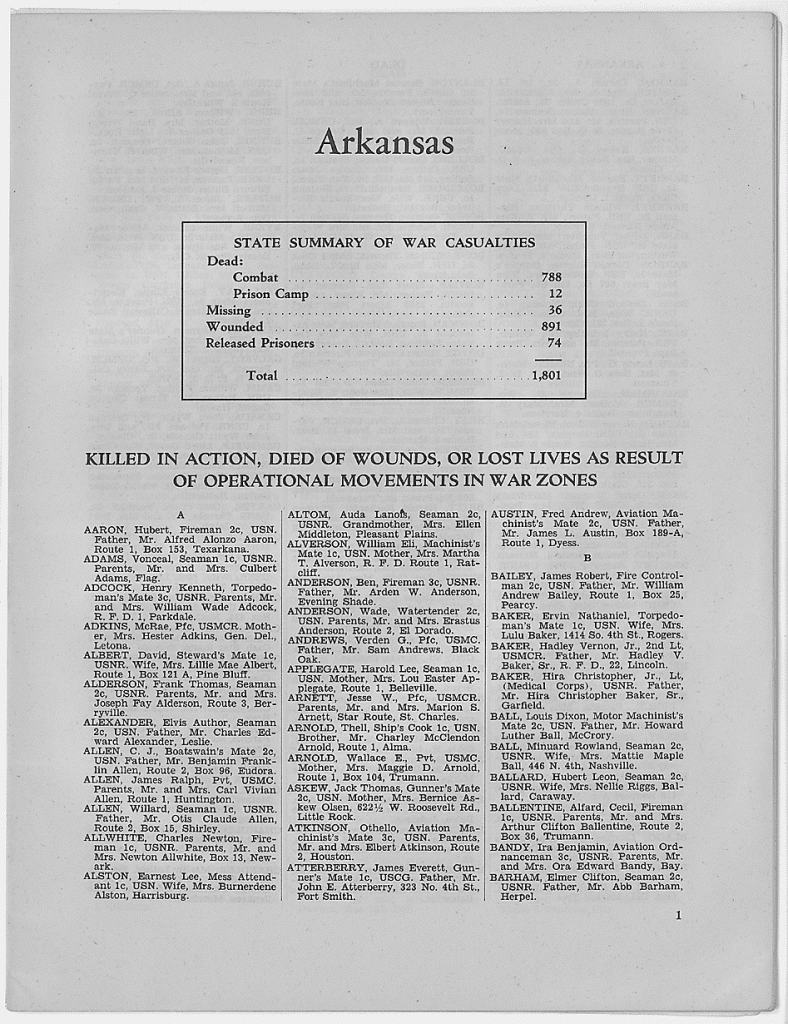 Arkansas
STATE SUMMARY OF WAR CASUALTIES
Dead:
Combat 788
Prison Camp 12
Missing 36
Wounded 891
Released Prisoners 74
Total 1,801
KILLED IN ACTION, DIED OF WOUNDS, OR LOST LIVES AS RESULT
OF OPERATIONAL MOVEMENTS IN WAR ZONES
A
AARON, Hubert, Fireman 2c, USN.
Father, Mr. Alfred Alonzo Aaron,
Route 1, Box 153, Texarkana.
ADAMS, Vonceal, Seaman 1c, USNR.
Parents, Mr. and Mrs. Culbert
Adams, Flag.
ADCOCK, Henry Kenneth, Torpedo-
man's Mate 3c, USNR. Parents, Mr.
and Mrs. William Wade Adcock,
R. F. D. 1, Parkdale.
ADKINS, McRae, Pfc, USMCR. Moth-
er, Mrs. Hester Adkins, Gen. Del.,
Letona.
ALBERT, David, Steward's Mate 1c,
USNR. Wife, Mrs. Lillie Mae Albert,
Route 1, Box 121 A, Pine Bluff.
ALDERSON, Frank Thomas, Seaman
2c, USNR. Parents, Mr. and Mrs.
Joseph Fay Alderson, Route 3, Ber-
ryville.
ALEXANDER, Elvis Author, Seaman
2c, USN. Father, Mr. Charles Ed-
ward Alexander, Leslie.
ALLEN, C. J., Boatswain's Mate 2c,
USN. Father, Mr. Benjamin Frank-
lin Allen, Route 2, Box 96, Eudora.
ALLEN, James Ralph, Pvt, USMC.
Parents, Mr. and Mrs. Carl Vivian
Allen, Route 1, Huntington.
ALLEN, Willard, Seaman 1c, USNR.
Father, Mr. Otis Claude Allen,
Route 2, Box 15, Shirley.
ALLWHITE, Charles Newton, Fire-
man 1c, USNR. Parents, Mr. and
Mrs. Newton Allwhite, Box 13, New-
ark.
ALSTON, Earnest Lee, Mess Attend-
ant 1c, USN. Wife, Mrs. Burnerdene
Alston, Harrisburg.
ALTOM, Auda Lanois, Seaman 2c,
USNR. Grandmother, Mrs. Ellen
Middleton, Pleasant Plains.
ALVERSON, William Eli, Machinist's
Mate 1c, USN. Mother, Mrs. Martha
T. Alverson, R. F. D. Route 1, Rat-
cliff.
ANDERSON, Ben, Fireman 3c, USNR.
Father, Mr. Arden W. Anderson,
Evening Shade.
ANDERSON, Wade, Watertender 2c,
USN. Parents, Mr. and Mrs. Erastus
Anderson, Route 2, El Dorado.
ANDREWS, Verden G., Pfc, USMC.
Father, Mr. Sam Andrews, Black
Oak.
APPLEGATE, Harold Lee, Seaman 1c,
USN. Mother, Mrs. Lou Easter Ap-
plegate, Route 1, Belleville.
ARNETT, Jesse W., Pfc, USMCR.
Parents, Mr. and Mrs. Marion S.
Arnett, Star Route, St. Charles.
ARNOLD, Thell, Ship's Cook 1c, USN.
Brother, Mr. Charley McClendon
Arnold, Route 1, Alma.
ARNOLD, Wallace E., Pvt, USMC.
Mother, Mrs. Maggie D. Arnold,
Route 1, Box 104, Trumann.
ASKEW, Jack Thomas, Gunner's Mate
2c, USN. Mother, Mrs. Bernice As-
kew Olsen, 622½ W. Roosevelt Rd.,
Little Rock.
ATKINSON, Othello, Aviation Ma-
chinist's Mate 3c, USN. Parents,
Mr. and Mrs. Elbert Atkinson, Route
2, Houston.
ATTERBERRY, James Everett, Gun-
ner's Mate 1c, USCG. Father, Mr.
John E. Atterberry, 323 No. 4th St.,
Fort Smith.
AUSTIN, Fred Andrew, Aviation Ma-
chinist's Mate 2c, USN. Father,
Mr. James L. Austin, Box 189-A,
Route 1, Dyess.
B
BAILEY, James Robert, Fire Control-
man 2c, USN. Father, Mr. William
Andrew Bailey, Route 1, Box 25,
Pearcy.
BAKER, Ervin Nathaniel, Torpedo-
man's Mate 1c, USN. Wife, Mrs.
Lulu Baker, 1414 So. 4th St., Rogers.
BAKER, Hadley Vernon, Jr., 2nd Lt,
USMCR. Father, Mr. Hadley V.
Baker, Sr., R. F. D., 22, Lincoln.
BAKER, Hira Christopher, Jr., Lt,
(Medical Corps), USNR. Father,
Mr. Hira Christopher Baker, Sr.,
Garfield.
BALL, Louis Dixon, Motor Machinist's
Mate 2c, USN. Father, Mr. Howard
Luther Ball, McCrory.
BALL, Minuard Rowland, Seaman 2c,
USNR. Wife, Mrs. Mattie Maple
Ball, 446 N. 4th, Nashville.
BALLARD, Hubert Leon, Seaman 2c,
USNR. Wife, Mrs. Nellie Riggs, Bal-
lard, Caraway.
BALLENTINE, Alfard, Cecil, Fireman
1c, USNR. Parents, Mr. and Mrs.
Arthur Clifton Ballentine, Route 2,
Box 36, Trumann.
BANDY, Ira Benjamin, Aviation Ord-
nanceman 3c, USNR. Parents, Mr.
and Mrs. Ora Edward Bandy, Bay.
BARHAM, Elmer Clifton, Seaman 2c,
USNR. Father, Mr. Abb Barham,
Herpel.
1